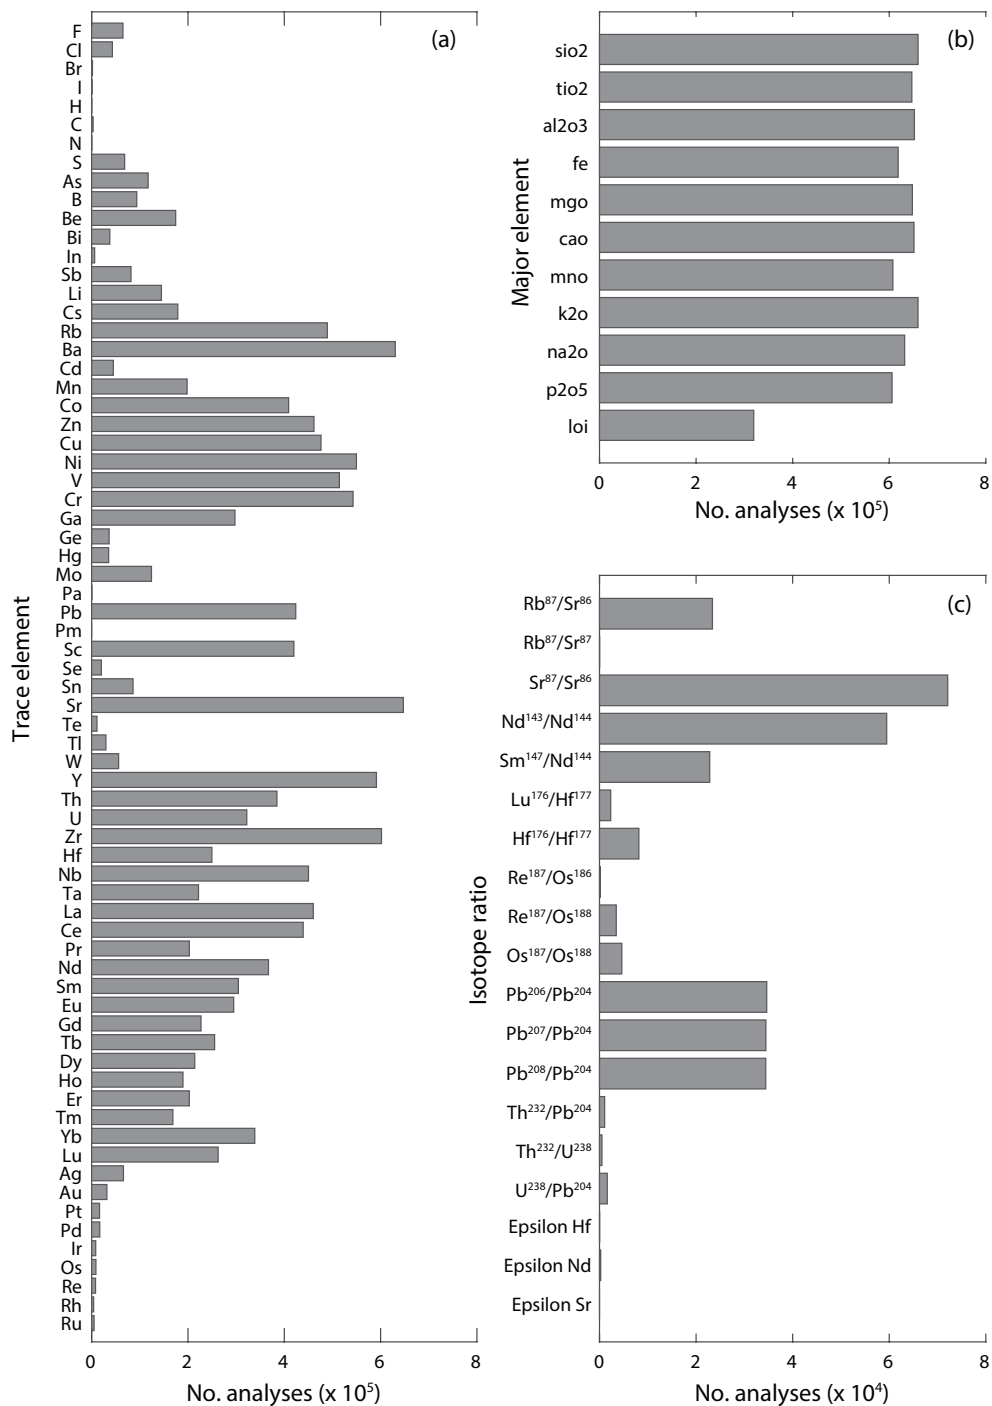 (a)
Trace element
F
Cl
Br
I
H
C
N
S
As
B
Be
Bi
In
Sb
Li
Cs
Rb
Ba
Cd
Mn
Co
Zn
Cu
Ni
V
Cr
Ga
Ge
Hg
Mo
Pa
Pb
Pm
Sc
Se
Sn
Sr
Te
Tl
W
Y
Th
U
Zr
Hf
Nb
Ta
La
Ce
Pr
Nd
Sm
Eu
Gd
Tb
Dy
Ho
Er
Tm
Yb
Lu
Ag
Au
Pt
Pd
Ir
Os
Re
Rh
Ru
0 2 4 6 8
No. analyses (x 10⁵)
(b)
Major element
sio2
tio2
al2o3
fe
mgo
cao
mno
k2o
na2o
p2o5
loi
0 2 4 6 8
No. analyses (x 10⁵)
(c)
Isotope ratio
Rb⁸⁷/Sr⁸⁶
Rb⁸⁷/Sr⁸⁷
Sr⁸⁷/Sr⁸⁶
Nd¹⁴³/Nd¹⁴⁴
Sm¹⁴⁷/Nd¹⁴⁴
Lu¹⁷⁶/Hf¹⁷⁷
Hf¹⁷⁶/Hf¹⁷⁷
Re¹⁸⁷/Os¹⁸⁶
Re¹⁸⁷/Os¹⁸⁸
Os¹⁸⁷/Os¹⁸⁸
Pb²⁰⁶/Pb²⁰⁴
Pb²⁰⁷/Pb²⁰⁴
Pb²⁰⁸/Pb²⁰⁴
Th²³²/Pb²⁰⁴
Th²³²/U²³⁸
U²³⁸/Pb²⁰⁴
Epsilon Hf
Epsilon Nd
Epsilon Sr
0 2 4 6 8
No. analyses (x 10⁴)